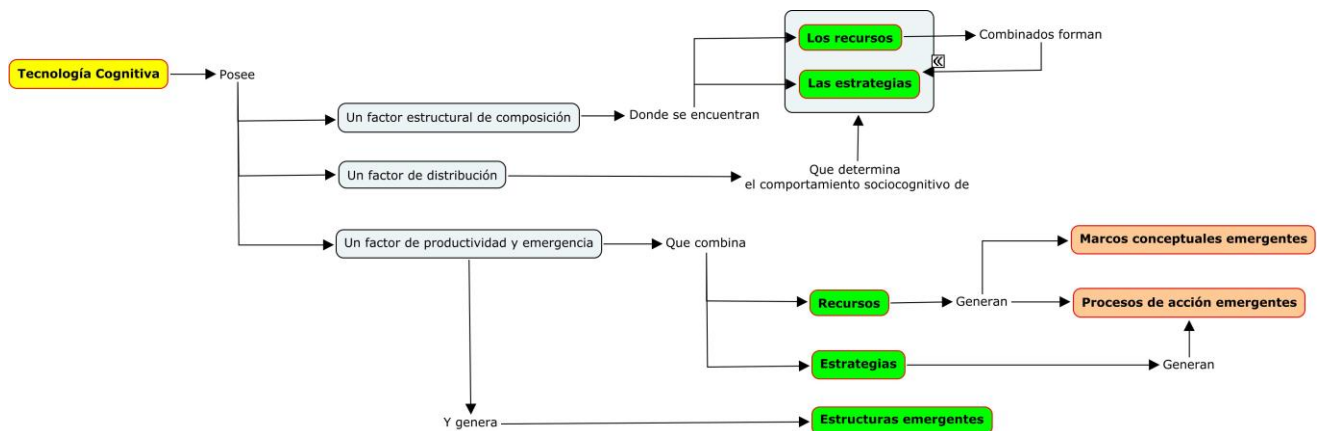 Los recursos
Combinados forman
Tecnología Cognitiva
Posee
Las estrategias
Un factor estructural de composición
Donde se encuentran
Un factor de distribución
Que determina
el comportamiento sociocognitivo de
Un factor de productividad y emergencia
Que combina
Marcos conceptuales emergentes
Recursos
Generan
Procesos de acción emergentes
Estrategias
Generan
Y genera
Estructuras emergentes